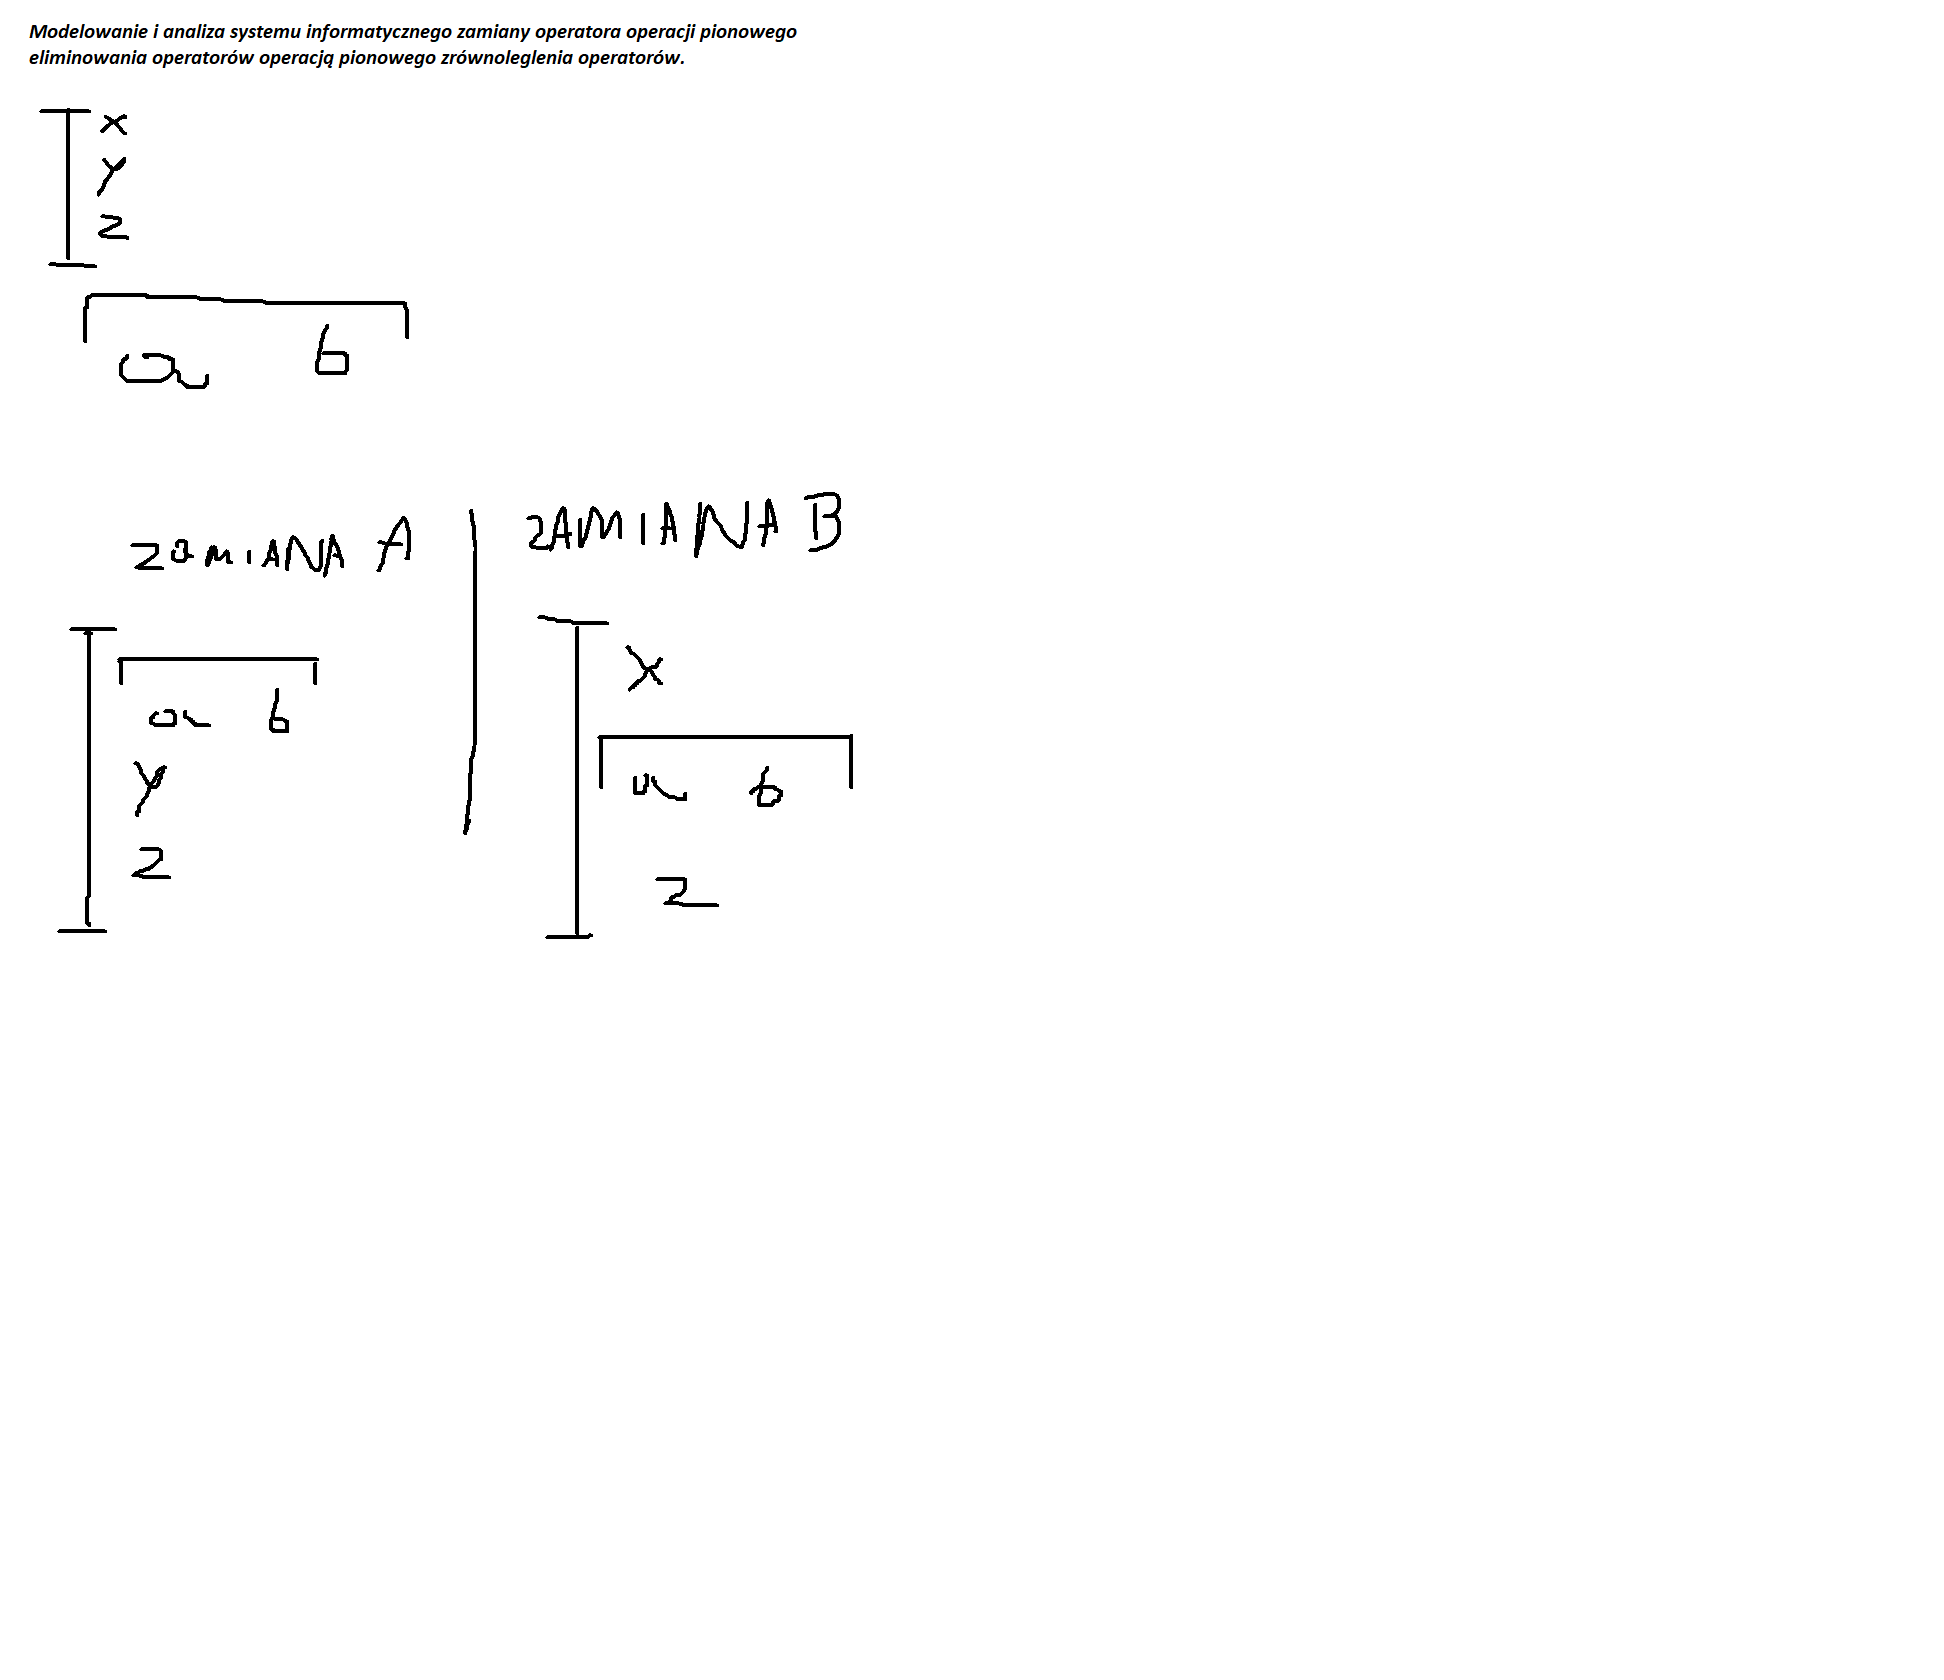 Modelowanie i analiza systemu informatycznego zamiany operatora operacji pionowego
eliminowania operatorów operacją pionowego zrównoleglenia operatorów.
x
y
z
a b
ZaMIANA A
ZAMIANA B
a b
y
z
x
a b
z